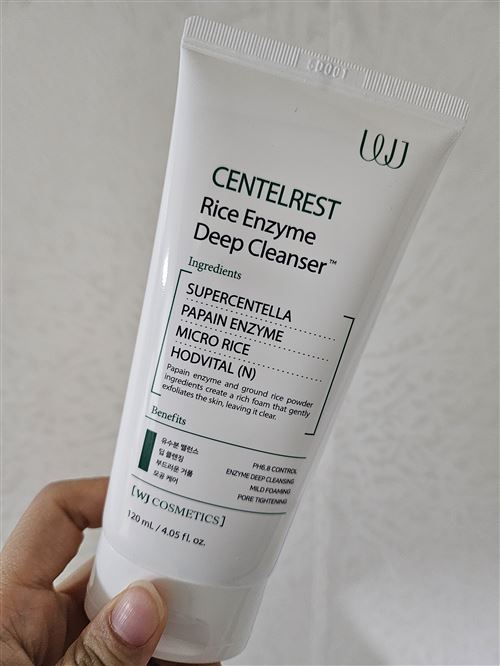 50001
WJ
CENTELREST
Rice Enzyme
Deep Cleanser™
Ingredients
SUPERCENTELLA
PAPAIN ENZYME
MICRO RICE
HODVITAL (N)
Papain enzyme and ground rice powder
ingredients create a rich foam that gently
exfoliates the skin, leaving it clear.
Benefits
유수분 밸런스
딥 클렌징
부드러운 거품
모공 케어
PH6.8 CONTROL
ENZYME DEEP CLEANSING
MILD FOAMING
PORE TIGHTENING
[WJ COSMETICS]
120 mL / 4.05 fl. oz.